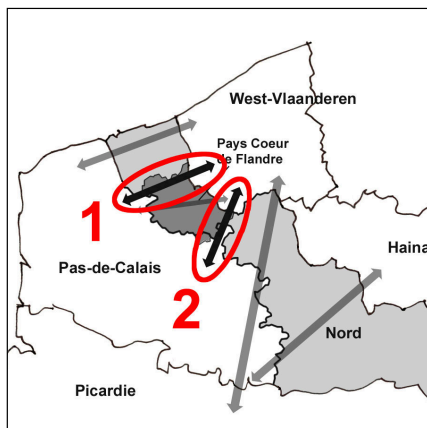 West-Vlaanderen
Pays Coeur
de Flandre
1
Haina
Pas-de-Calais
2
Nord
Picardie